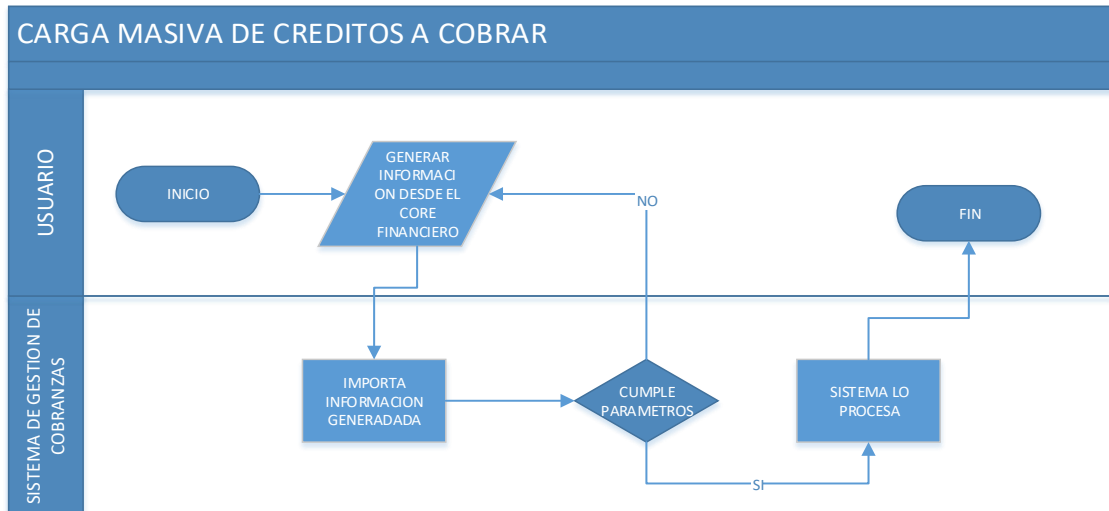 CARGA MASIVA DE CREDITOS A COBRAR
USUARIO
INICIO
GENERAR
INFORMACI
ON DESDE EL
CORE
FINANCIERO
NO
FIN
SISTEMA DE GESTION DE
COBRANZAS
IMPORTA
INFORMACION
GENERADADA
CUMPLE
PARAMETROS
SISTEMA LO
PROCESA
SI